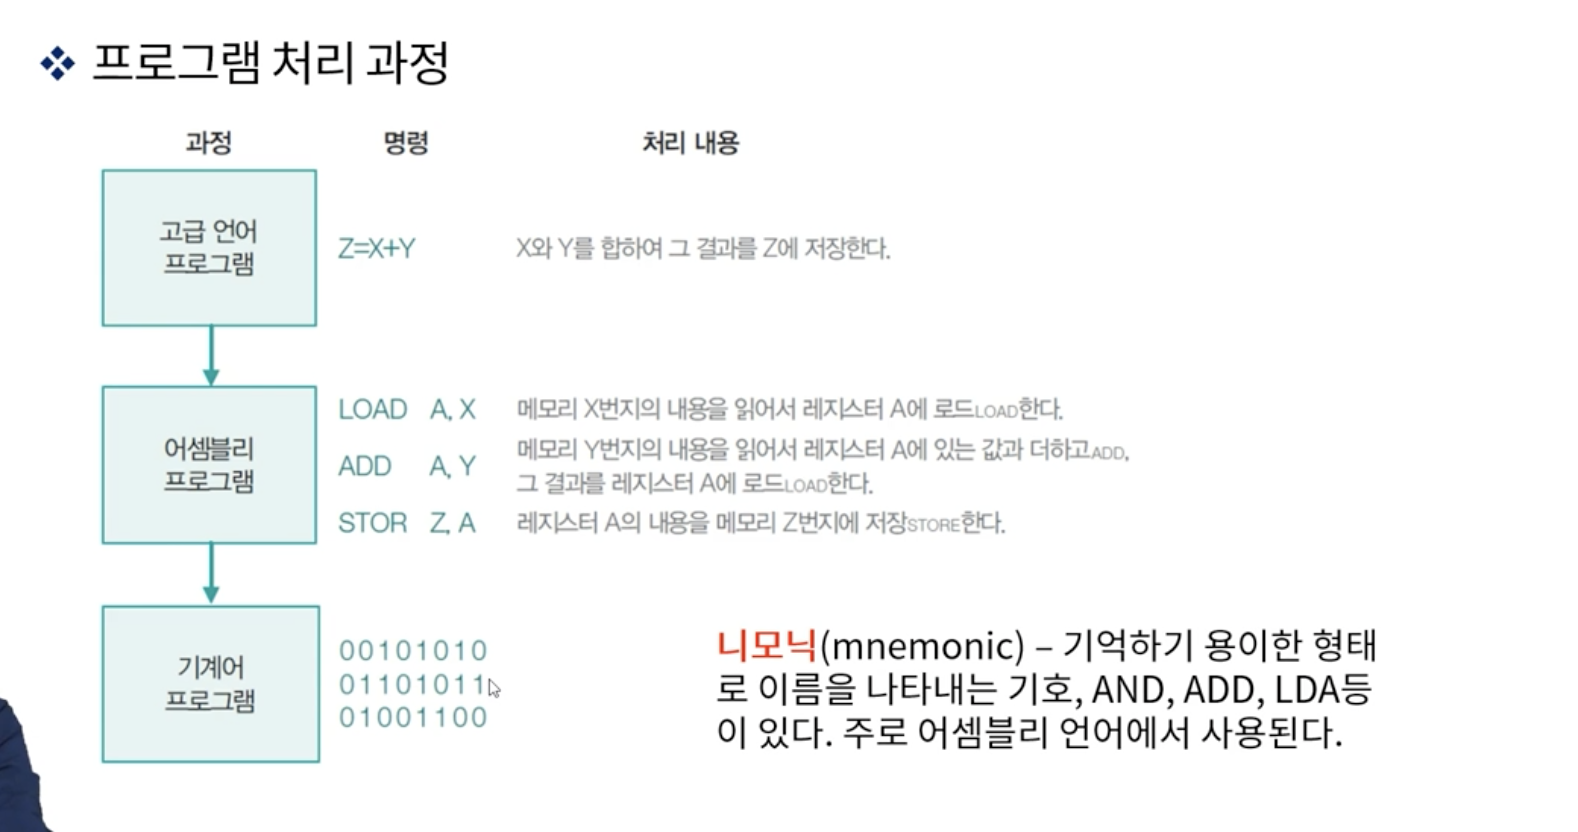 프로그램 처리 과정
과정 명령 처리 내용
고급 언어
프로그램
Z=X+Y X와 Y를 합하여 그 결과를 Z에 저장한다.
어셈블리
프로그램
LOAD A, X 메모리 X번지의 내용을 읽어서 레지스터 A에 로드LOAD한다.
ADD A, Y 메모리 Y번지의 내용을 읽어서 레지스터 A에 있는 값과 더하고ADD,
그 결과를 레지스터 A에 로드LOAD한다.
STOR Z, A 레지스터 A의 내용을 메모리 Z번지에 저장STORE한다.
기계어
프로그램
00101010
01101011
01001100
니모닉(mnemonic) – 기억하기 용이한 형태
로 이름을 나타내는 기호, AND, ADD, LDA등
이 있다. 주로 어셈블리 언어에서 사용된다.